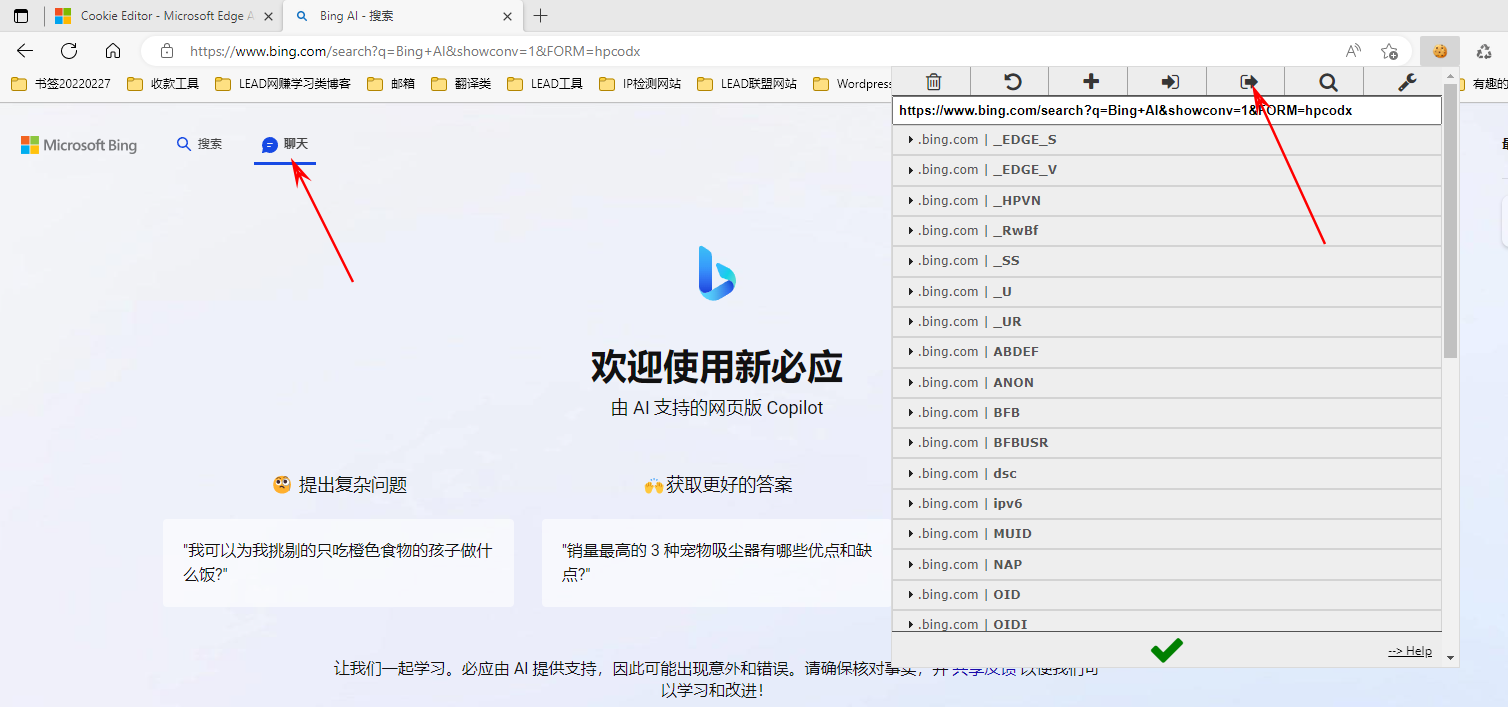 Cookie Editor - Microsoft Edge A
Bing AI - 搜索
https://www.bing.com/search?q=Bing+AI&showconv=1&FORM=hpcodx
书签20220227
收款工具
LEAD网赚学习类博客
邮箱
翻译类
LEAD工具
IP检测网站
LEAD联盟网站
Wordpress
有趣的
https://www.bing.com/search?q=Bing+AI&showconv=1&FORM=hpcodx
Microsoft Bing
搜索
聊天
.bing.com | _EDGE_S
.bing.com | _EDGE_V
.bing.com | _HPVN
.bing.com | _RwBf
.bing.com | _SS
.bing.com | _U
.bing.com | _UR
.bing.com | ABDEF
.bing.com | ANON
.bing.com | BFB
.bing.com | BFBUSR
.bing.com | dsc
.bing.com | ipv6
.bing.com | MUID
.bing.com | NAP
.bing.com | OID
.bing.com | OIDI
--> Help
欢迎使用新必应
由 AI 支持的网页版 Copilot
提出复杂问题
获取更好的答案
"我可以为我挑剔的只吃橙色食物的孩子做什
么饭?"
"销量最高的 3 种宠物吸尘器有哪些优点和缺
点?"
让我们一起学习。必应由 AI 提供支持，因此可能出现意外和错误。请确保核对事实，并 共享反馈 以便我们可
以学习和改进！